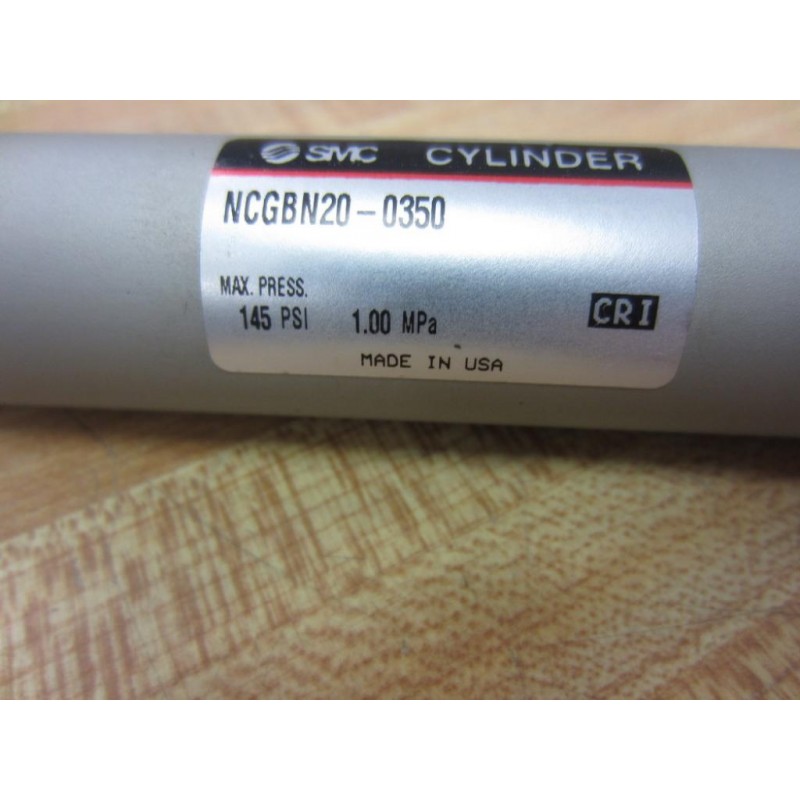 SMC CYLINDER
NCGBN20-0350
MAX. PRESS.
145 PSI 1.00 MPa
CRI
MADE IN USA